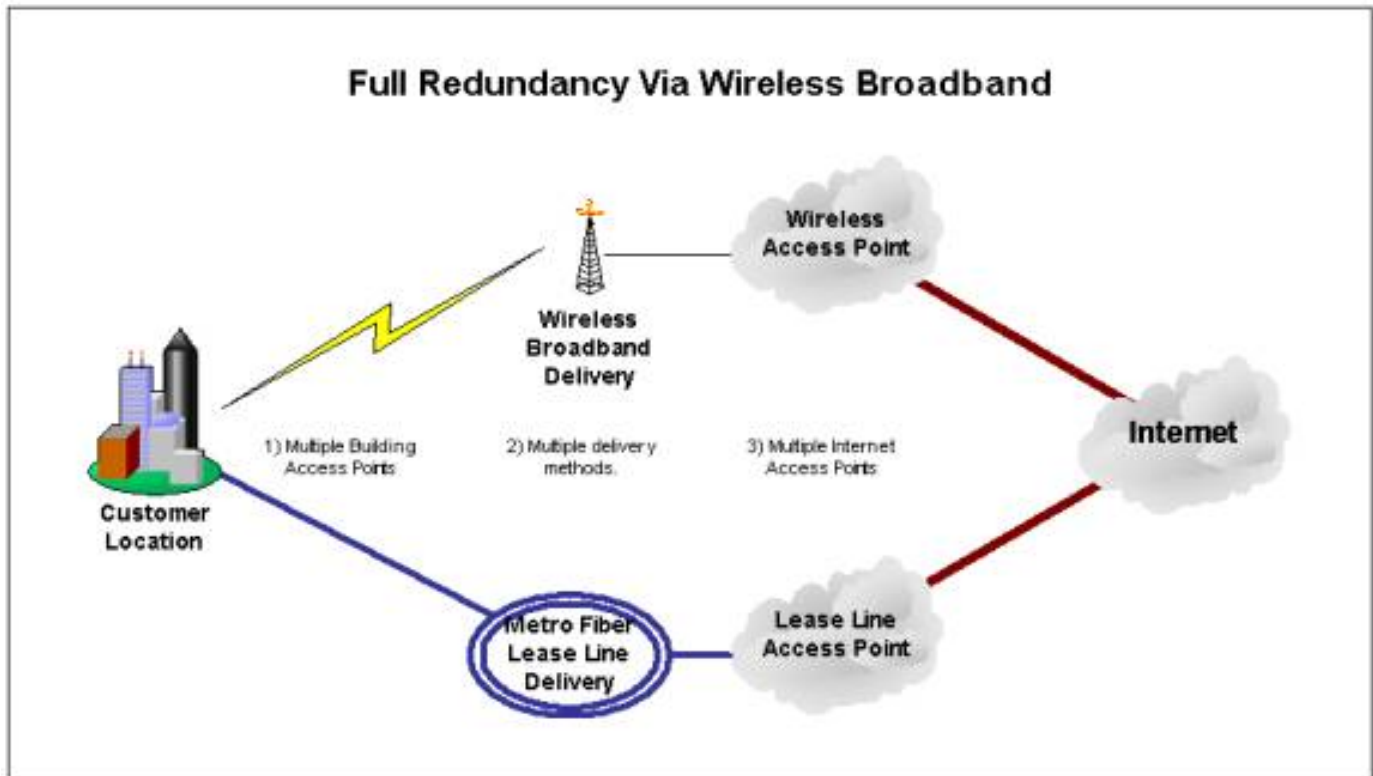 Full Redundancy Via Wireless Broadband
Wireless
Access Point
Wireless
Broadband
Delivery
Internet
1) Multiple Building
Access Points
2) Multiple delivery
methods.
3) Multiple Internet
Access Points
Customer
Location
Metro Fiber
Lease Line
Delivery
Lease Line
Access Point